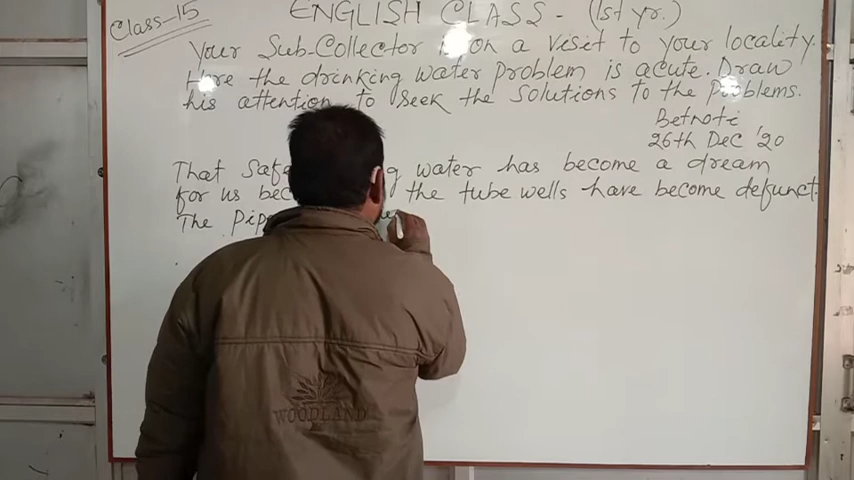 Class-15
ENGLISH CLASS - (1st yr.)
Your Sub-Collector is on a visit to your locality.
Here the drinking water problem is acute. Draw
his attention to seek the solutions to the problems.
Betnoti
26th Dec '20
That safe water has become a dream
for us the tube wells have become defunct.
The
WOODLAND